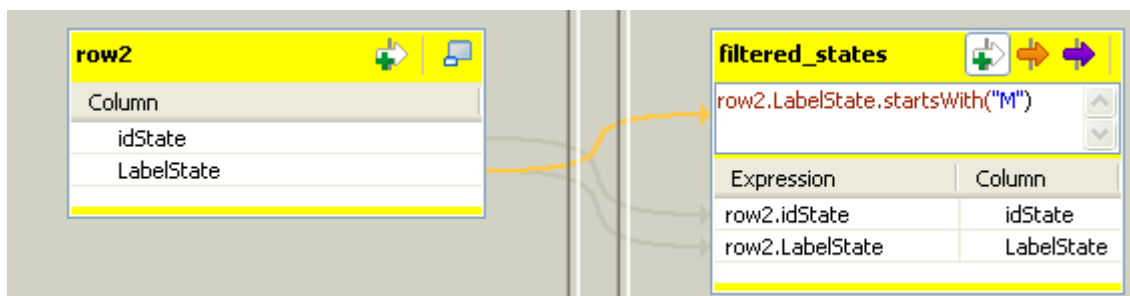 row2
Column
idState
LabelState
filtered_states
row2.LabelState.startsWith("M")
Expression Column
row2.idState idState
row2.LabelState LabelState